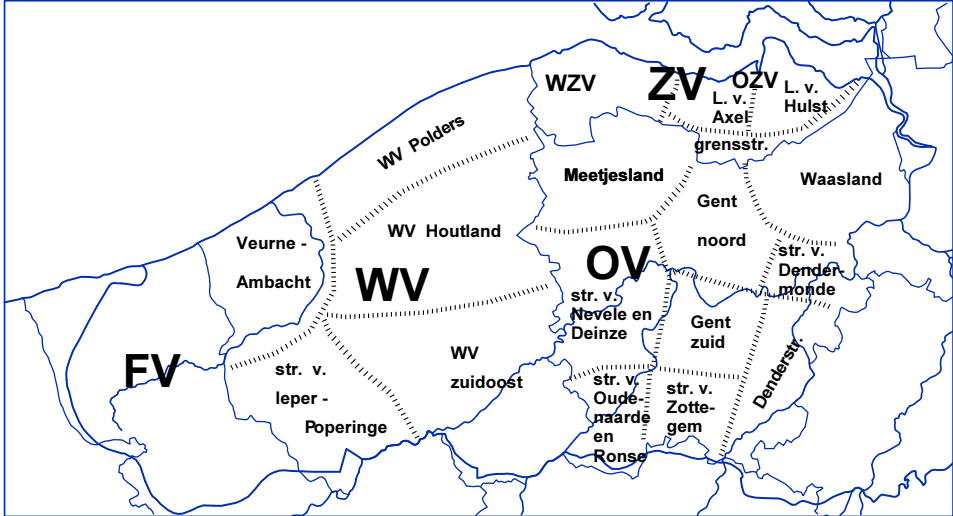 WZV
ZV
OZV
L. v.
Axel
L. v.
Hulst
grensstr.
WV Polders
Meetjesland
Waasland
Gent
noord
Veurne -
Ambacht
WV Houtland
WV
OV
str. v.
Dender-
monde
str. v.
Nevele en
Deinze
Gent
zuid
Denderstr.
FV
WV
zuidoost
str. v.
Ieper -
Poperinge
str. v.
Oude-
naarde
en
Ronse
str. v.
Zotte-
gem